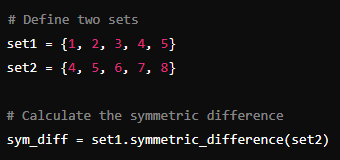 # Define two sets
set1 = {1, 2, 3, 4, 5}
set2 = {4, 5, 6, 7, 8}
# Calculate the symmetric difference
sym_diff = set1.symmetric_difference(set2)